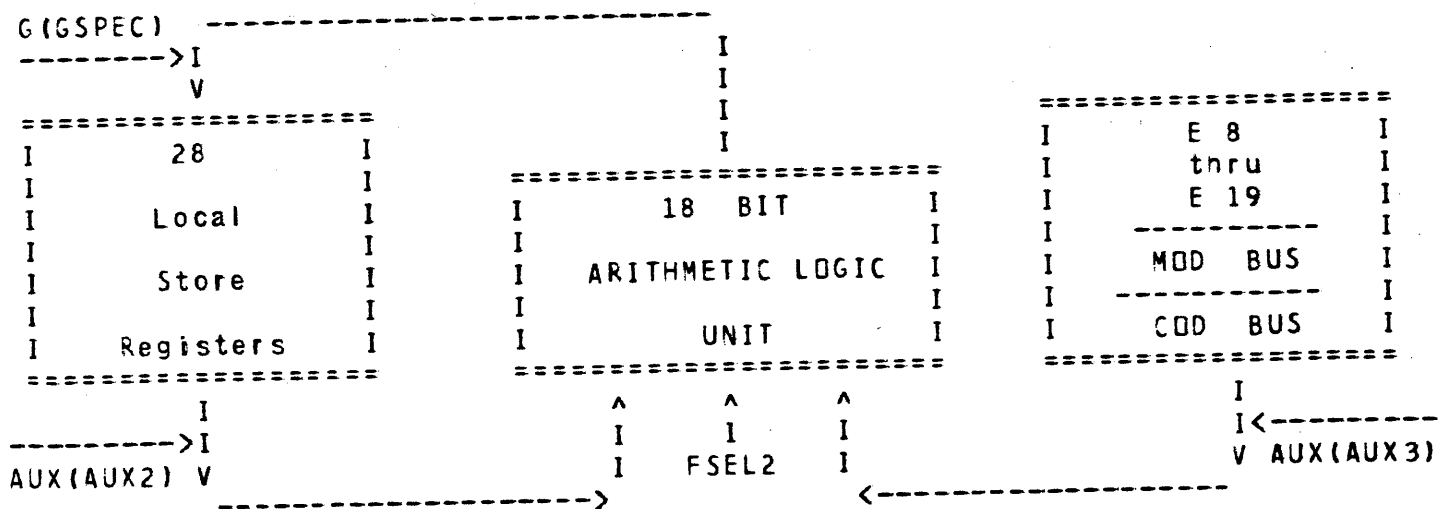 G(GSPEC)
28
Local
Store
Registers
18 BIT
ARITHMETIC LOGIC
UNIT
E 8
thru
E 19
MOD BUS
COD BUS
FSEL2
AUX(AUX2)
AUX(AUX3)